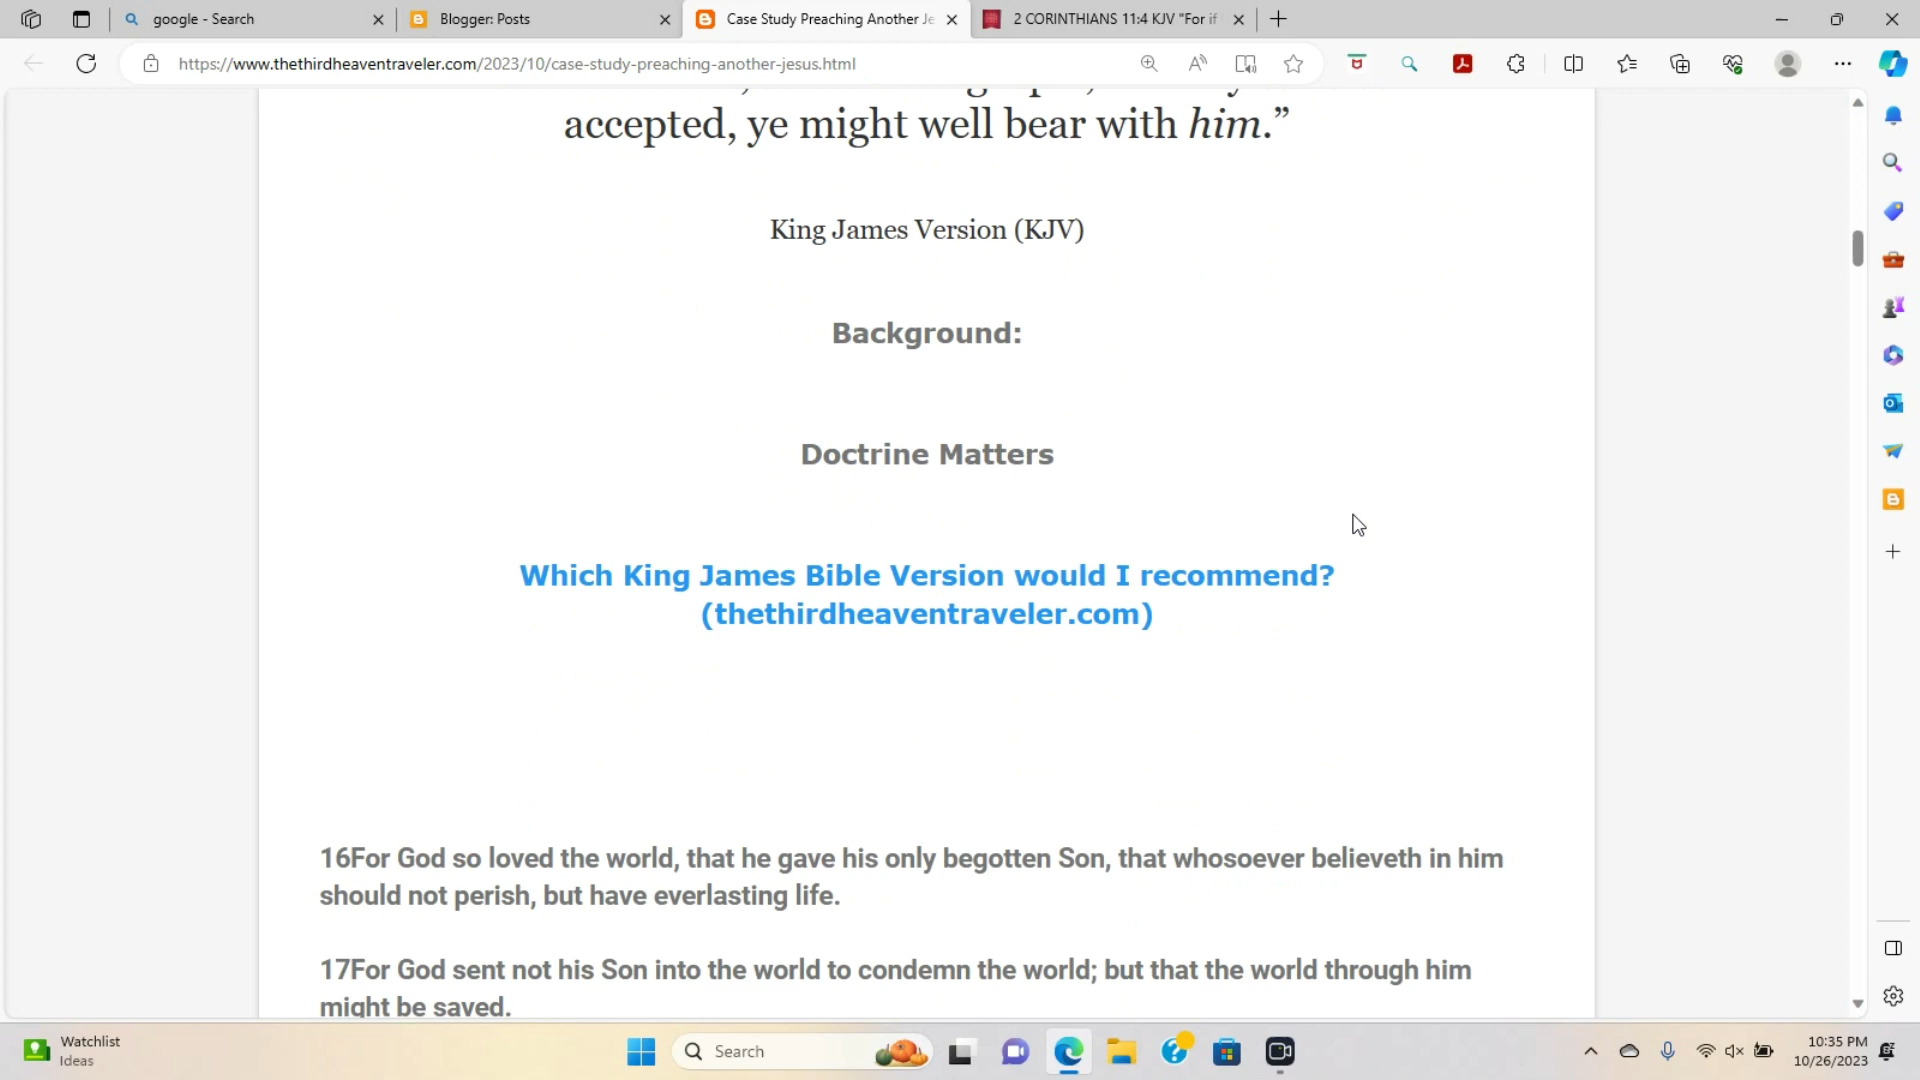 google - Search
Blogger: Posts
Case Study Preaching Another Je
2 CORINTHIANS 11:4 KJV "For if
https://www.thethirdheaventraveler.com/2023/10/case-study-preaching-another-jesus.html
accepted, ye might well bear with him.”
King James Version (KJV)
Background:
Doctrine Matters
Which King James Bible Version would I recommend?
(thethirdheaventraveler.com)
16For God so loved the world, that he gave his only begotten Son, that whosoever believeth in him
should not perish, but have everlasting life.
17For God sent not his Son into the world to condemn the world; but that the world through him
might be saved.
Watchlist
Ideas
Search
10:35 PM
10/26/2023